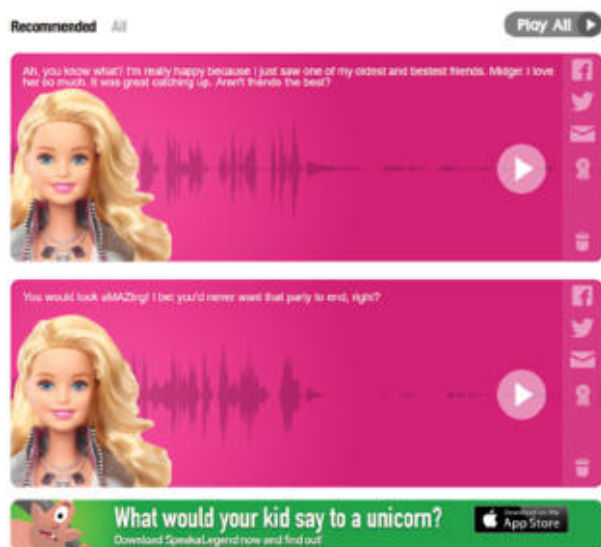 Recommended All
Play All
Ah, you know what? I'm really happy because I just saw one of my oldest and bestest friends, Midge! I love
her so much. It was great catching up. Aren't friends the best?
You would look aMAZing! I bet you'd never want that party to end, right?
What would your kid say to a unicorn?
Download SpeakaLegend now and find out!
Download on the
App Store